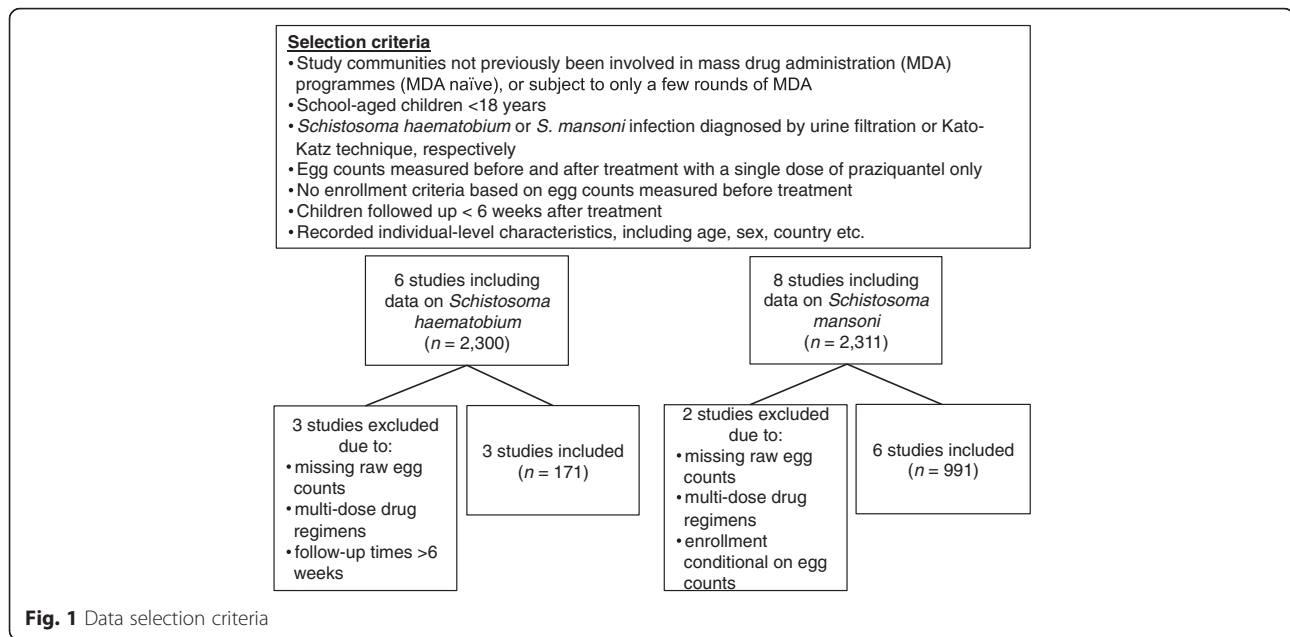 Selection criteria
• Study communities not previously been involved in mass drug administration (MDA)
programmes (MDA naïve), or subject to only a few rounds of MDA
• School-aged children <18 years
• Schistosoma haematobium or S. mansoni infection diagnosed by urine filtration or Kato-
Katz technique, respectively
• Egg counts measured before and after treatment with a single dose of praziquantel only
• No enrollment criteria based on egg counts measured before treatment
• Children followed up < 6 weeks after treatment
• Recorded individual-level characteristics, including age, sex, country etc.
6 studies including
data on Schistosoma
haematobium
(n = 2,300)
8 studies including
data on Schistosoma
mansoni
(n = 2,311)
3 studies excluded
due to:
• missing raw egg
counts
• multi-dose drug
regimens
• follow-up times >6
weeks
3 studies included
(n = 171)
2 studies excluded
due to:
• missing raw egg
counts
• multi-dose drug
regimens
• enrollment
conditional on egg
counts
6 studies included
(n = 991)
Fig. 1 Data selection criteria